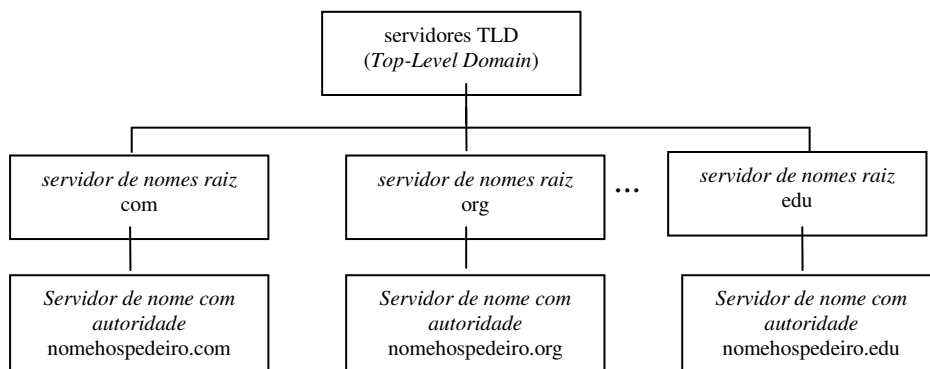 servidores TLD
(Top-Level Domain)
servidor de nomes raiz
com
servidor de nomes raiz
org
...
servidor de nomes raiz
edu
Servidor de nome com
autoridade
nomehospedeiro.com
Servidor de nome com
autoridade
nomehospedeiro.org
Servidor de nome com
autoridade
nomehospedeiro.edu